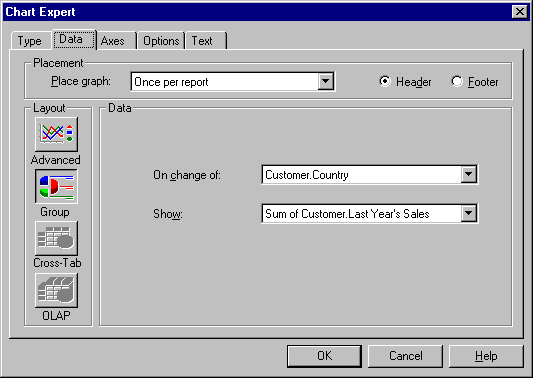 Chart Expert
Type Data Axes Options Text
Placement
Place graph: Once per report Header Footer
Layout Data
Advanced
On change of: Customer.Country
Group
Show: Sum of Customer.Last Year's Sales
Cross-Tab
OLAP
OK Cancel Help